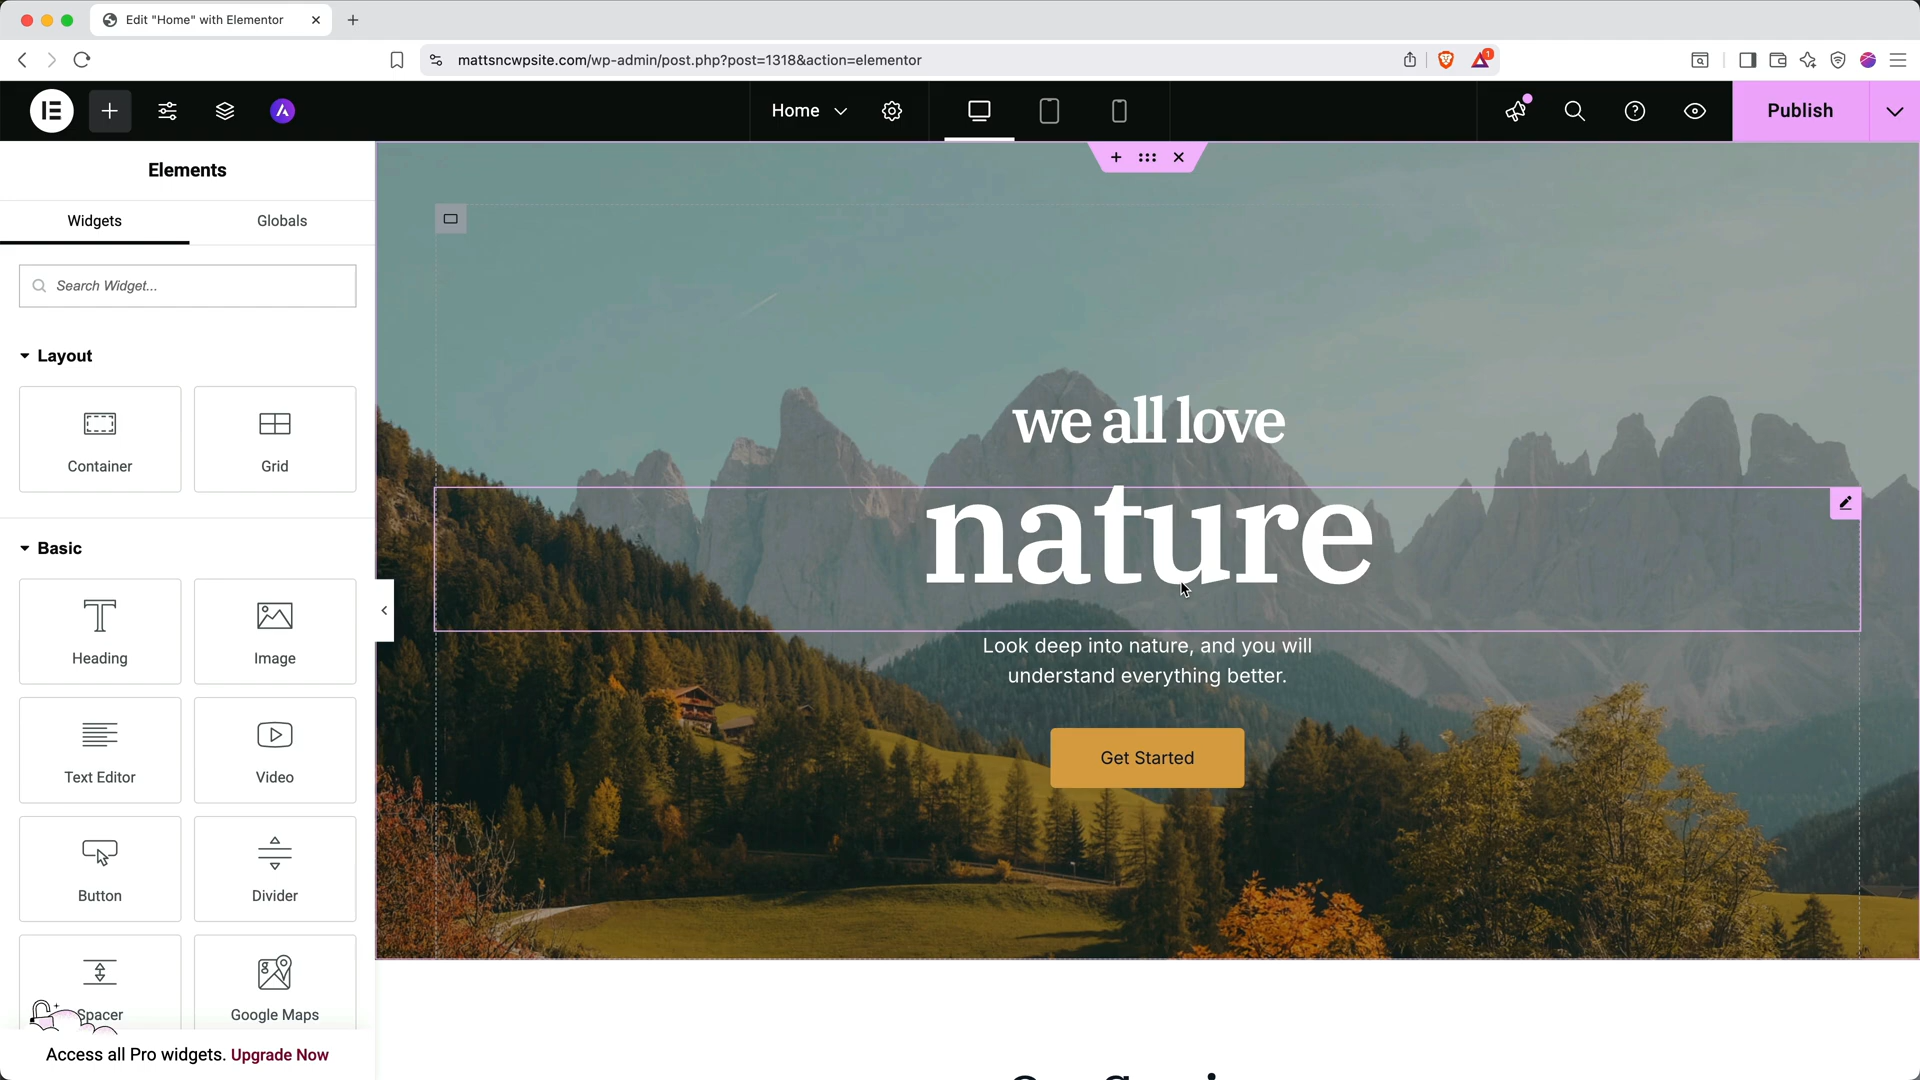 Edit "Home" with Elementor
mattsncwpsite.com/wp-admin/post.php?post=1318&action=elementor
1
Home
Publish
Elements
Widgets
Globals
Search Widget...
Layout
Container
Grid
Basic
Heading
Image
Text Editor
Video
Button
Divider
Spacer
Google Maps
Access all Pro widgets. Upgrade Now
we all love
nature
Look deep into nature, and you will
understand everything better.
Get Started